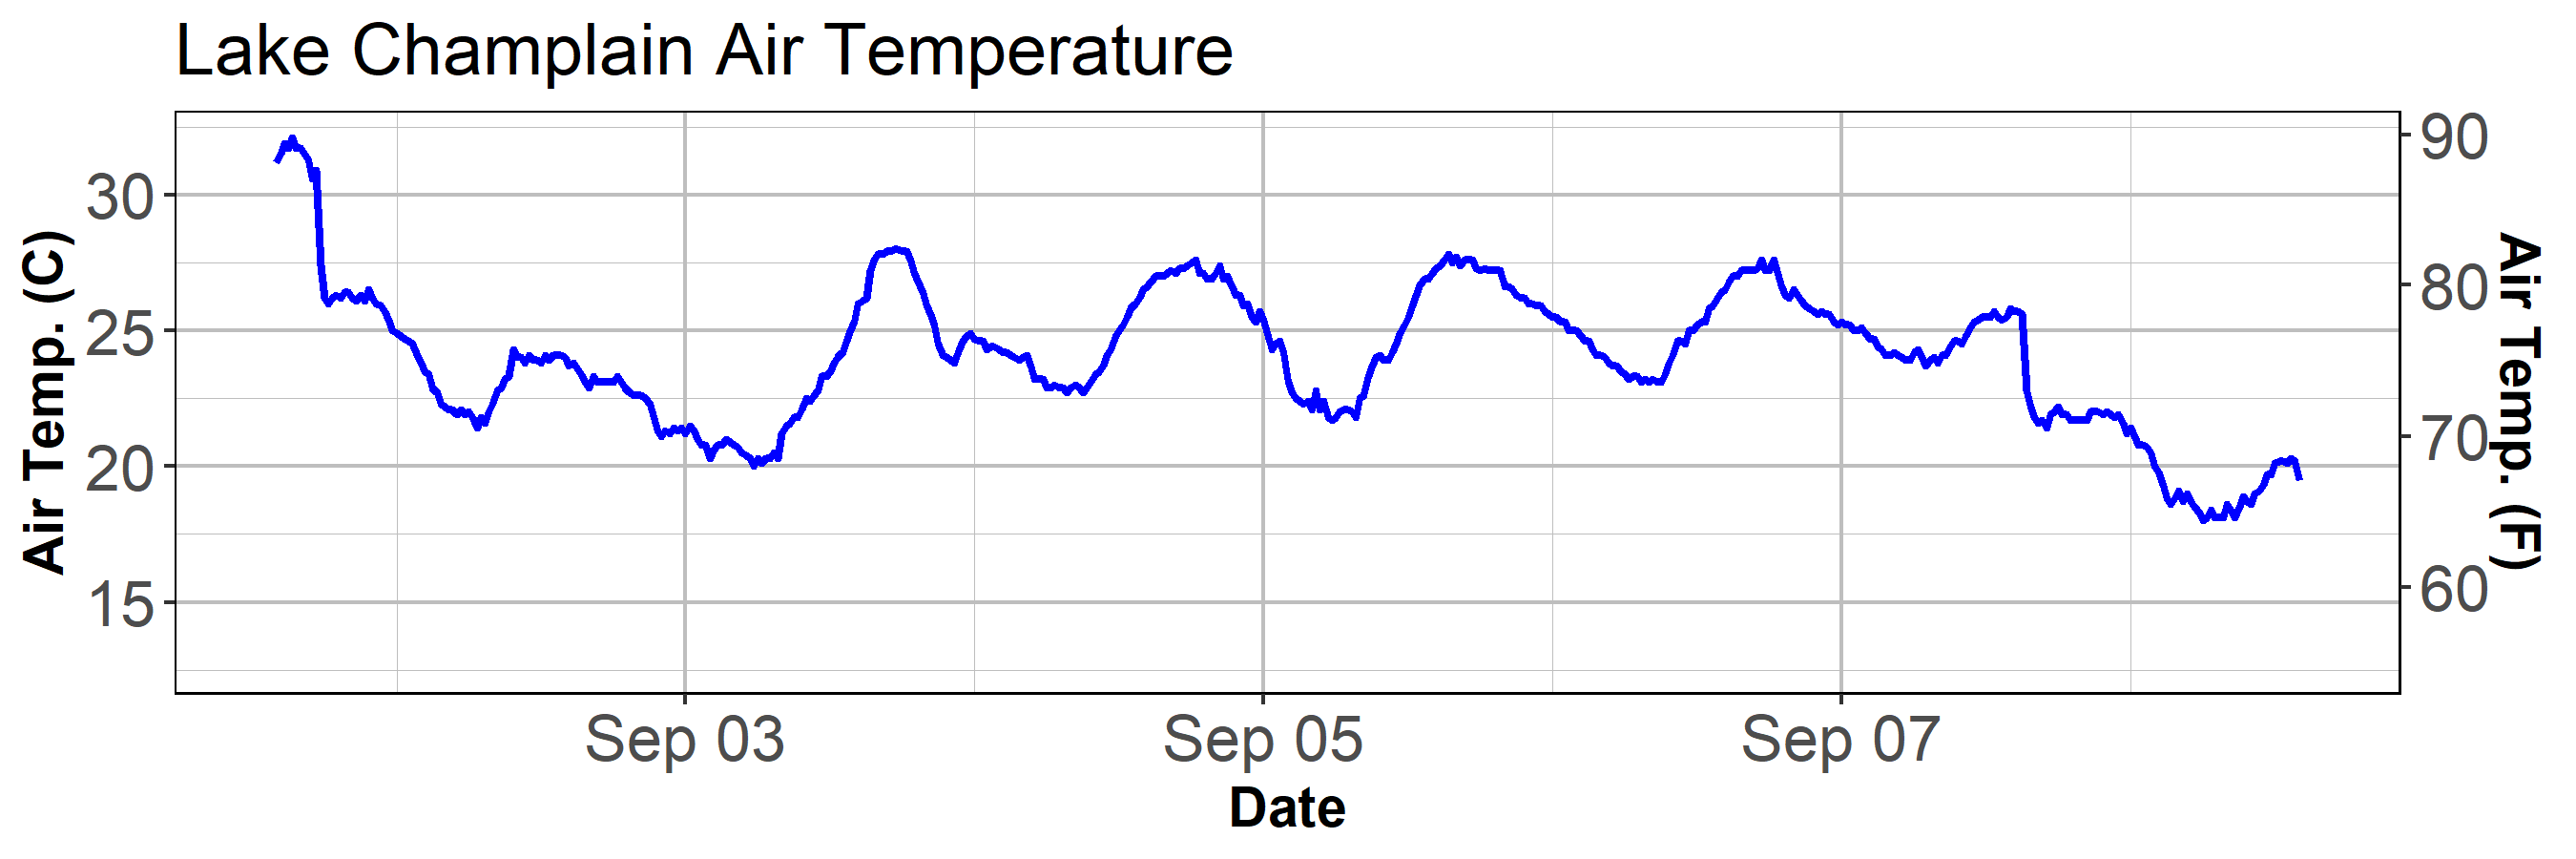 Lake Champlain Air Temperature
Air Temp. (C)
30
25
20
15
90
80
70
60
Air Temp. (F)
Sep 03
Sep 05
Sep 07
Date